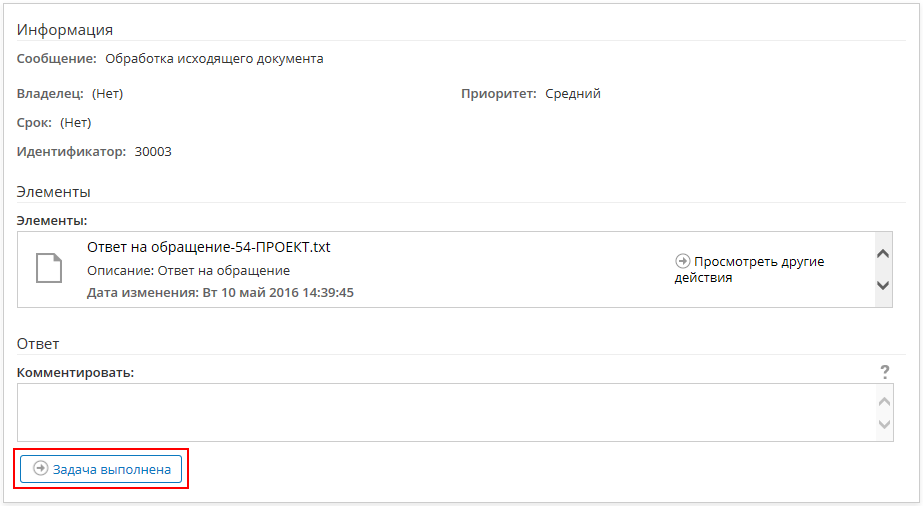 Информация
Сообщение: Обработка исходящего документа
Владелец: (Нет) Приоритет: Средний
Срок: (Нет)
Идентификатор: 30003
Элементы
Элементы:
Ответ на обращение-54-ПРОЕКТ.txt
Описание: Ответ на обращение
Дата изменения: Вт 10 май 2016 14:39:45
Просмотреть другие
действия
Ответ
Комментировать:
?
Задача выполнена